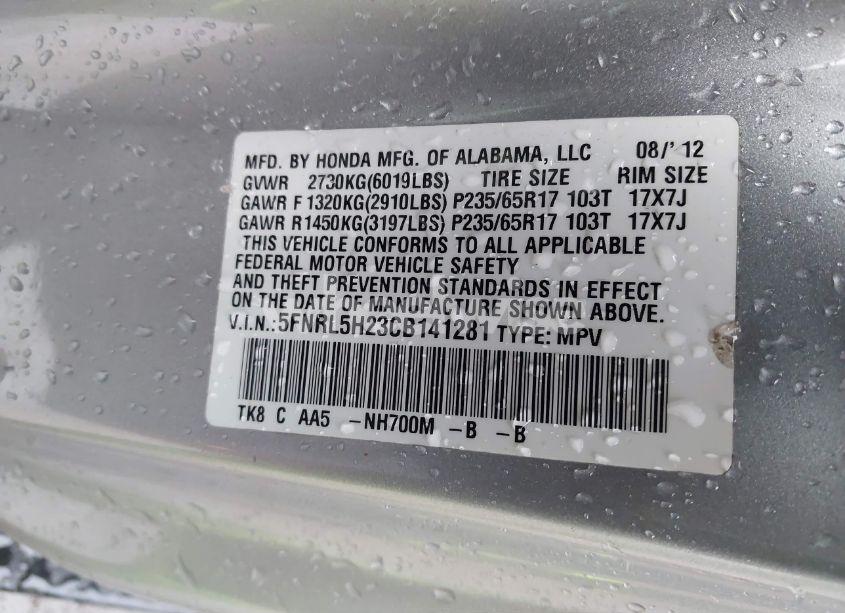 MFD. BY HONDA MFG. OF ALABAMA, LLC 08/'12
GVWR 2730KG(6019LBS) TIRE SIZE RIM SIZE
GAWR F 1320KG(2910LBS) P235/65R17 103T 17X7J
GAWR R1450KG(3197LBS) P235/65R17 103T 17X7J
THIS VEHICLE CONFORMS TO ALL APPLICABLE
FEDERAL MOTOR VEHICLE SAFETY
AND THEFT PREVENTION STANDARDS IN EFFECT
ON THE DATE OF MANUFACTURE SHOWN ABOVE.
V.I.N.:5FNRL5H23CB141281 TYPE: MPV
TK8 C AA5 -NH700M -B -B